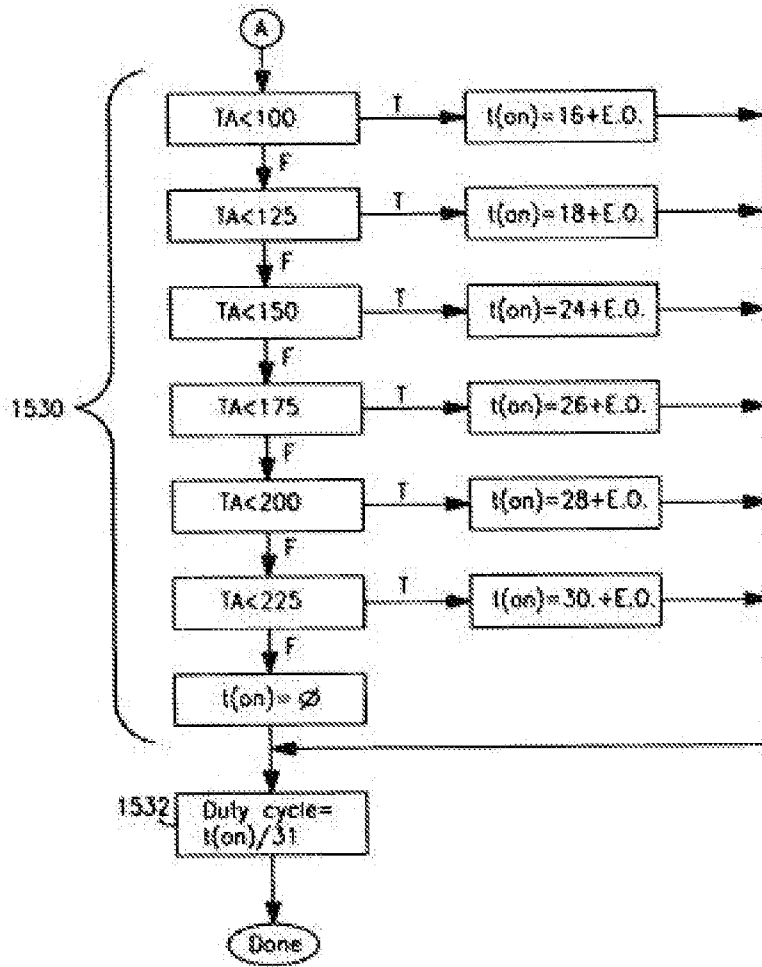 A
TA<100
T
t(on)=16+E.O.
F
TA<125
T
t(on)=18+E.O.
F
TA<150
T
t(on)=24+E.O.
F
1530
TA<175
T
t(on)=26+E.O.
F
TA<200
T
t(on)=28+E.O.
F
TA<225
T
t(on)=30.+E.O.
F
t(on)= Ø
1532
Duty cycle=
t(on)/31
Done